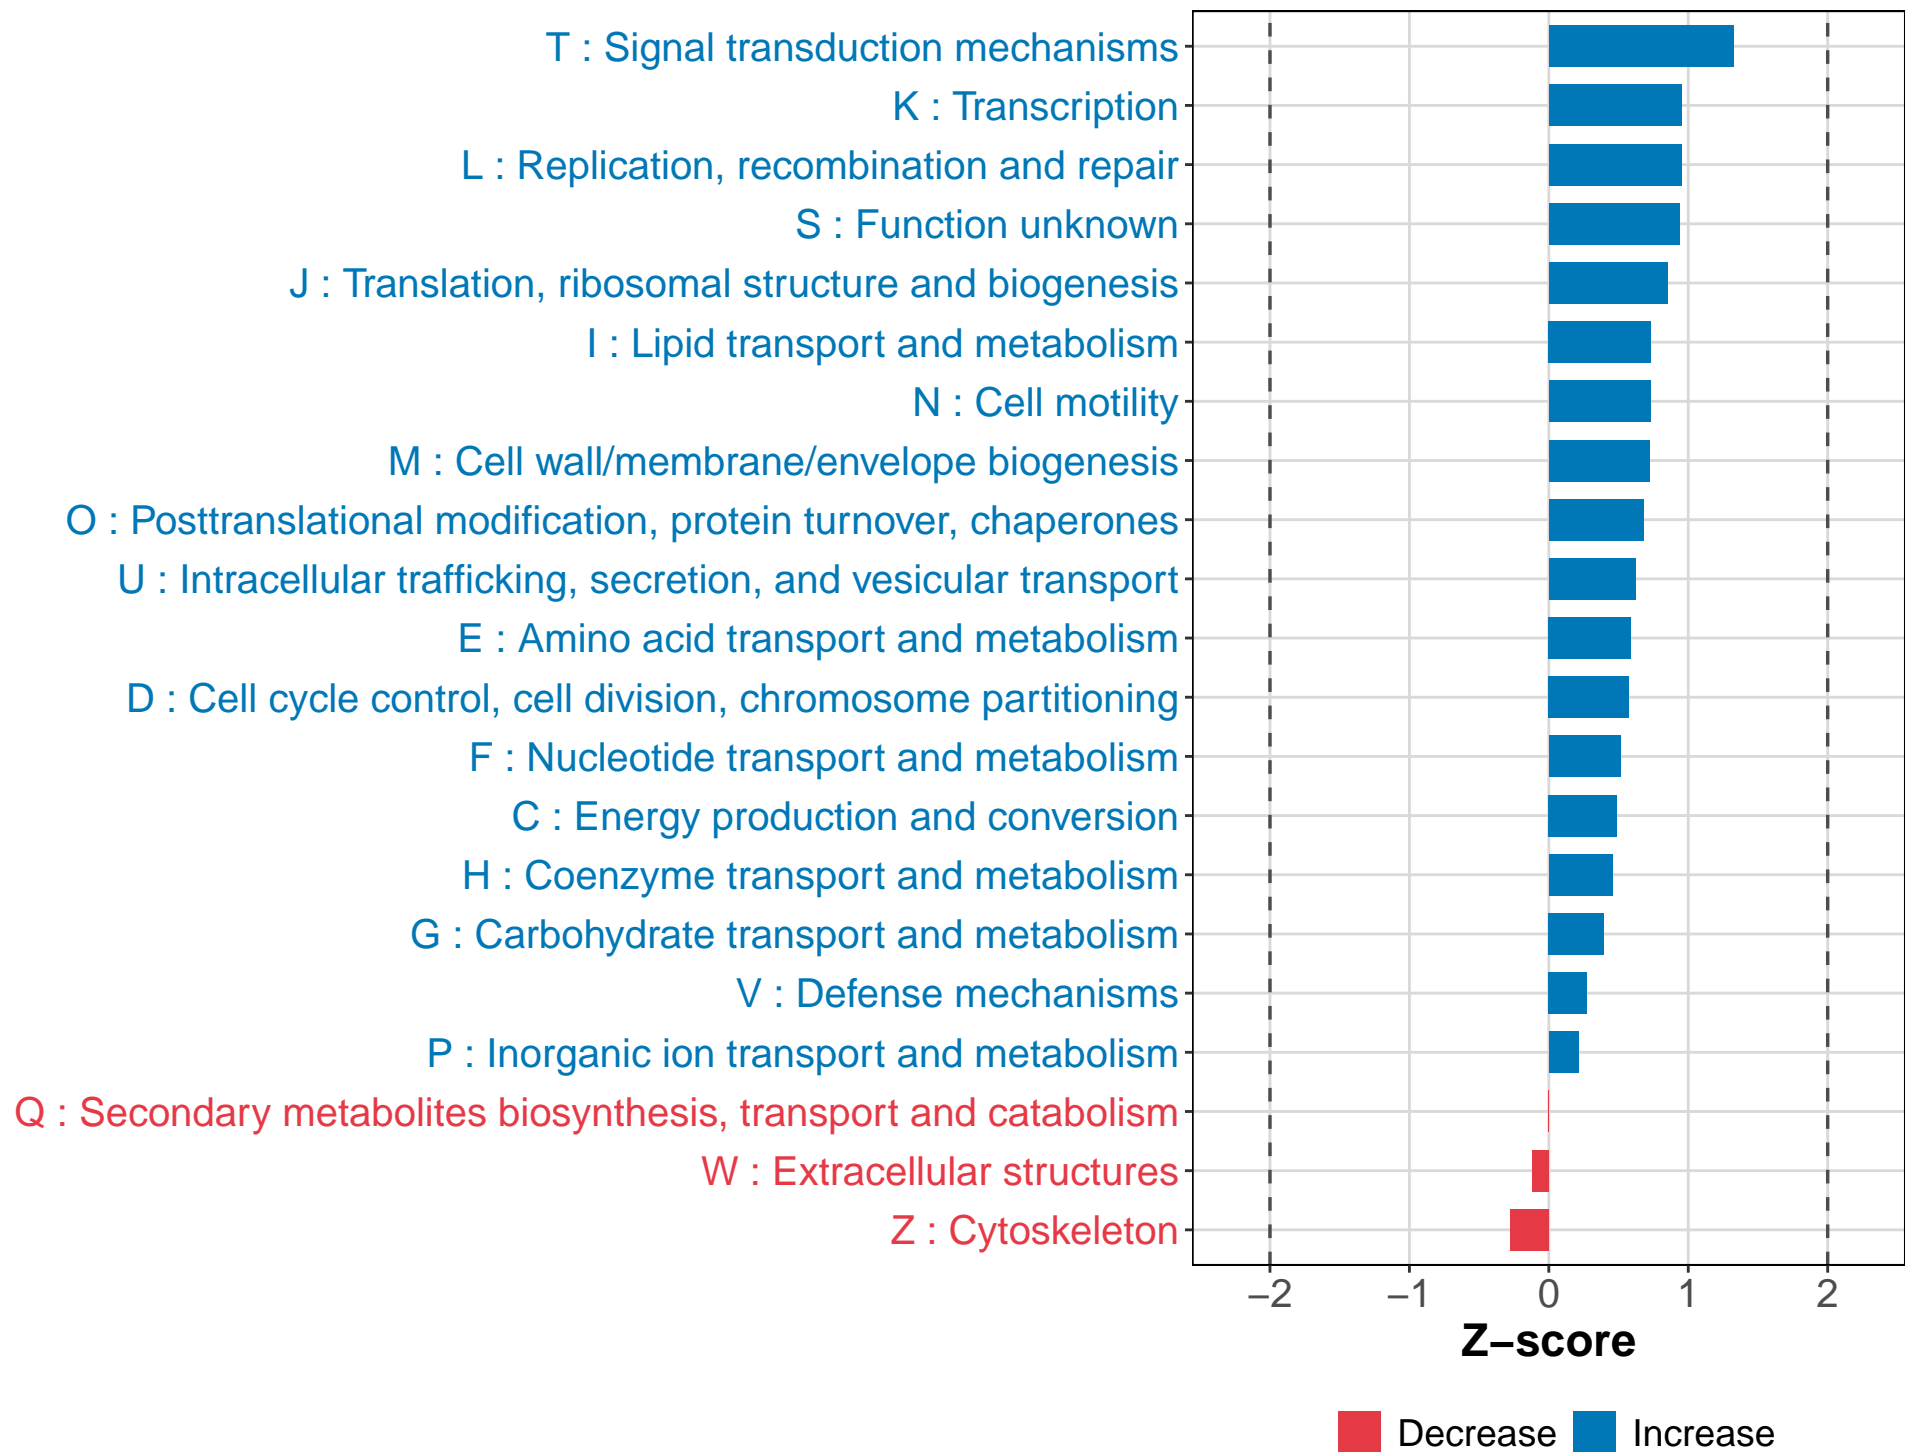 T : Signal transduction mechanisms
K : Transcription
L : Replication, recombination and repair
S : Function unknown
J : Translation, ribosomal structure and biogenesis
I : Lipid transport and metabolism
N : Cell motility
M : Cell wall/membrane/envelope biogenesis
O : Posttranslational modification, protein turnover, chaperones
U : Intracellular trafficking, secretion, and vesicular transport
E : Amino acid transport and metabolism
D : Cell cycle control, cell division, chromosome partitioning
F : Nucleotide transport and metabolism
C : Energy production and conversion
H : Coenzyme transport and metabolism
G : Carbohydrate transport and metabolism
V : Defense mechanisms
P : Inorganic ion transport and metabolism
Q : Secondary metabolites biosynthesis, transport and catabolism
W : Extracellular structures
Z : Cytoskeleton
−2 −1 0 1 2
Z−score
Decrease Increase